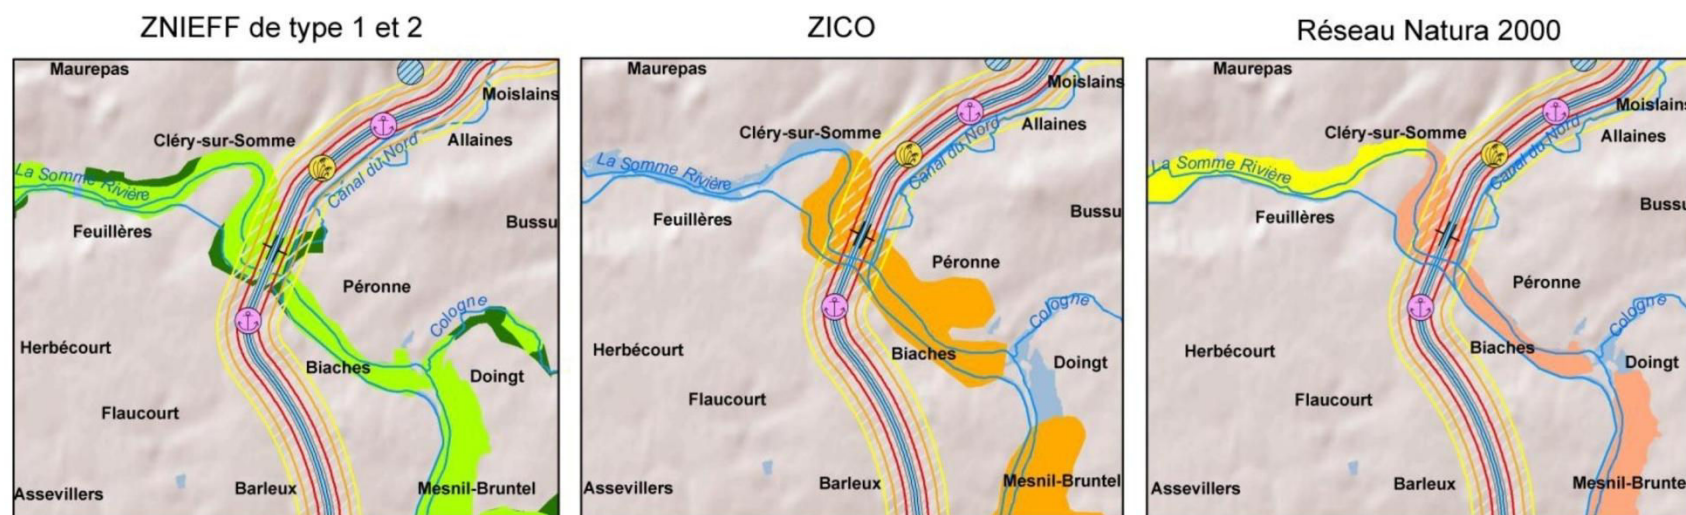 ZNIEFF de type 1 et 2
Maurepas
Moislains
Cléry-sur-Somme
Allaines
Canal du Nord
La Somme Rivière
Feuillères
Bussu
Péronne
Cologne
Herbécourt
Biaches
Doingt
Flaucourt
Assevillers
Barleux
Mesnil-Bruntel
ZICO
Maurepas
Moislains
Cléry-sur-Somme
Allaines
Canal du Nord
La Somme Rivière
Feuillères
Bussu
Péronne
Cologne
Herbécourt
Biaches
Doingt
Flaucourt
Assevillers
Barleux
Mesnil-Bruntel
Réseau Natura 2000
Maurepas
Moislains
Cléry-sur-Somme
Allaines
Canal du Nord
La Somme Rivière
Feuillères
Bussu
Péronne
Cologne
Herbécourt
Biaches
Doingt
Flaucourt
Assevillers
Barleux
Mesnil-Brunte